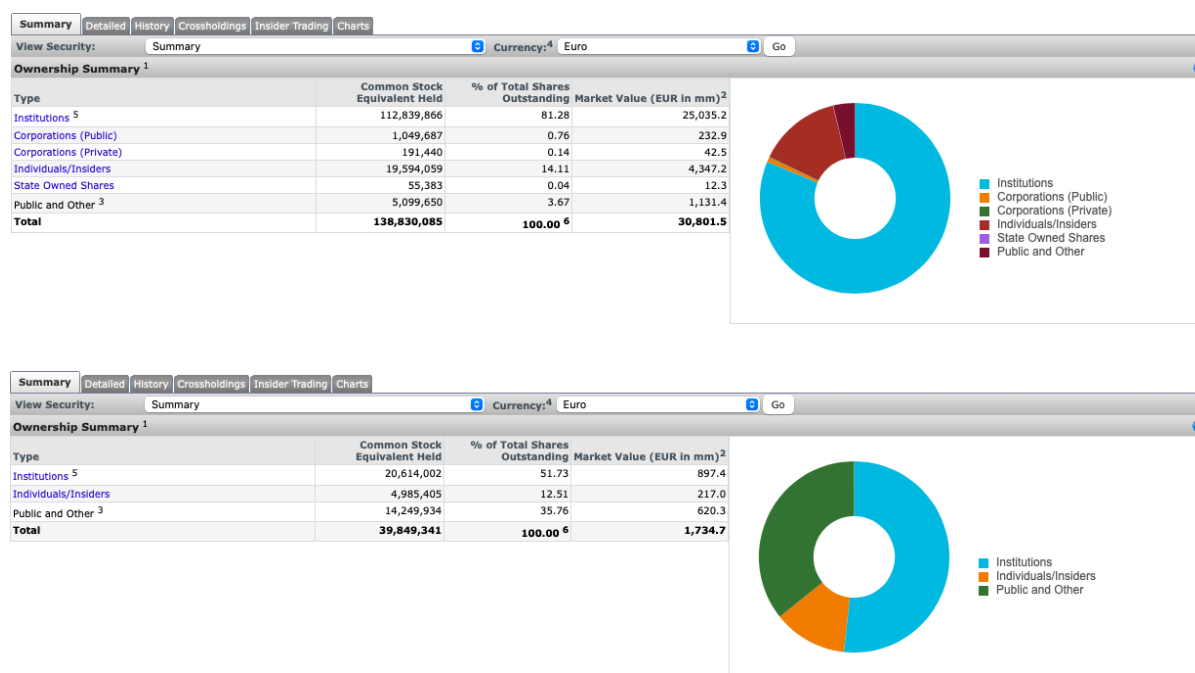 Summary Detailed History Crossholdings Insider Trading Charts
View Security: Summary Currency:4 Euro Go
Ownership Summary 1
Type Common Stock Equivalent Held % of Total Shares Outstanding Market Value (EUR in mm)2
Institutions 5 112,839,866 81.28 25,035.2
Corporations (Public) 1,049,687 0.76 232.9
Corporations (Private) 191,440 0.14 42.5
Individuals/Insiders 19,594,059 14.11 4,347.2
State Owned Shares 55,383 0.04 12.3
Public and Other 3 5,099,650 3.67 1,131.4
Total 138,830,085 100.00 6 30,801.5
Institutions
Corporations (Public)
Corporations (Private)
Individuals/Insiders
State Owned Shares
Public and Other
Summary Detailed History Crossholdings Insider Trading Charts
View Security: Summary Currency:4 Euro Go
Ownership Summary 1
Type Common Stock Equivalent Held % of Total Shares Outstanding Market Value (EUR in mm)2
Institutions 5 20,614,002 51.73 897.4
Individuals/Insiders 4,985,405 12.51 217.0
Public and Other 3 14,249,934 35.76 620.3
Total 39,849,341 100.00 6 1,734.7
Institutions
Individuals/Insiders
Public and Other